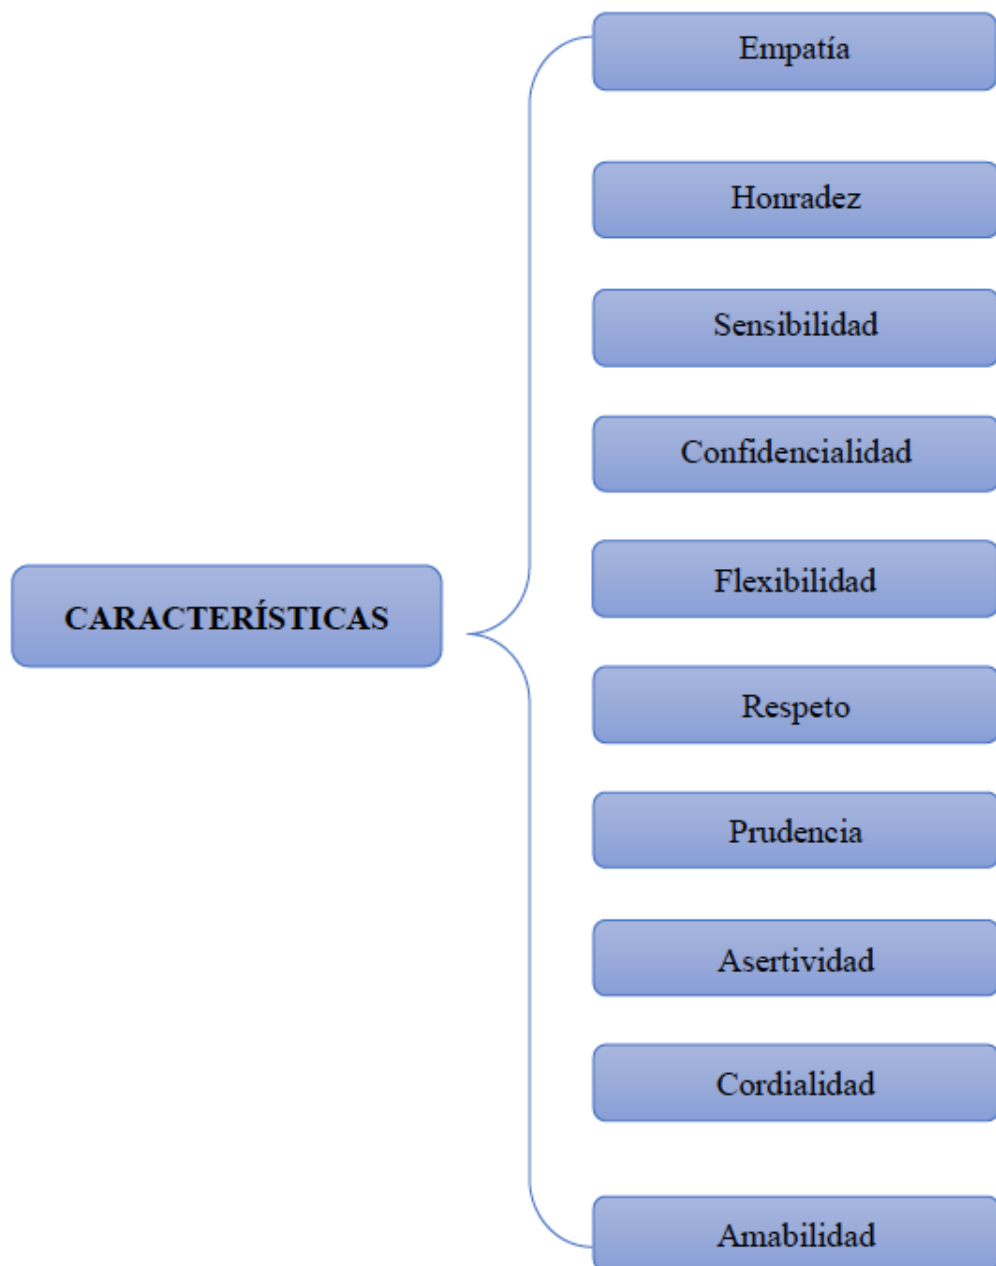 Empatía
Honradez
Sensibilidad
Confidencialidad
Flexibilidad
CARACTERÍSTICAS
Respeto
Prudencia
Asertividad
Cordialidad
Amabilidad